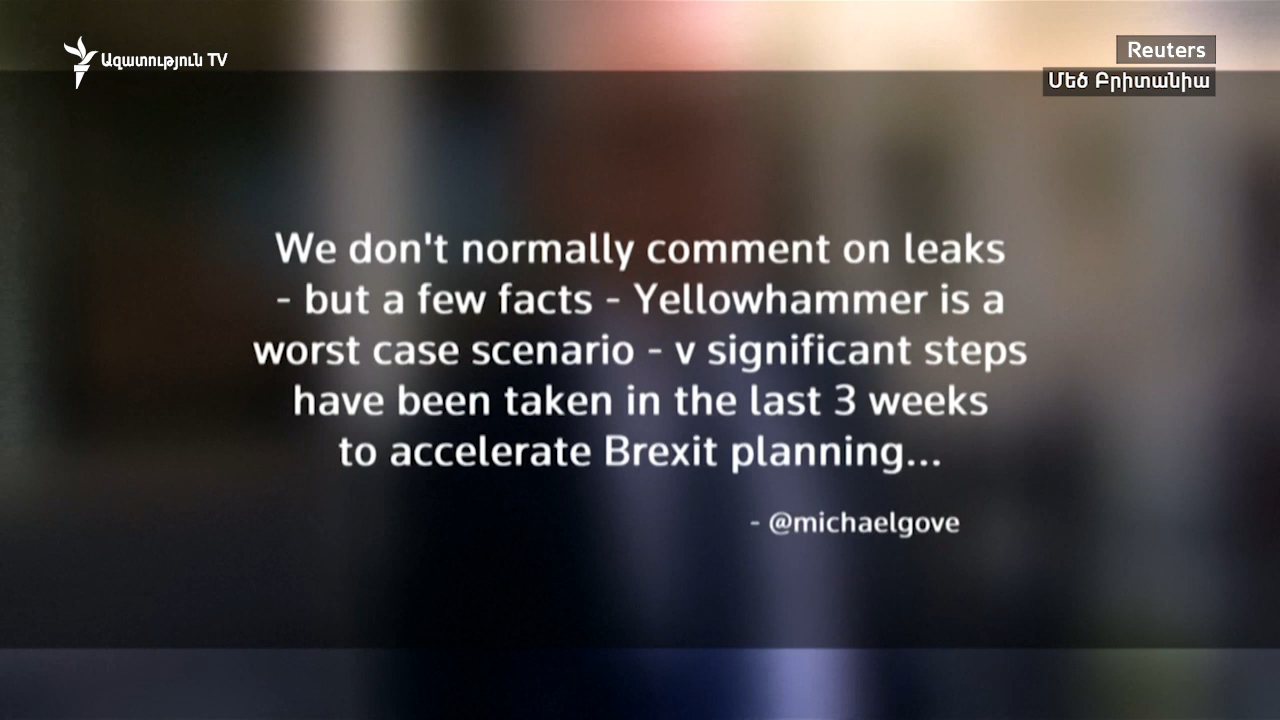 Ազատություն TV
Reuters
Մեծ Բրիտանիա
We don't normally comment on leaks
- but a few facts - Yellowhammer is a
worst case scenario - v significant steps
have been taken in the last 3 weeks
to accelerate Brexit planning...
- @michaelgove